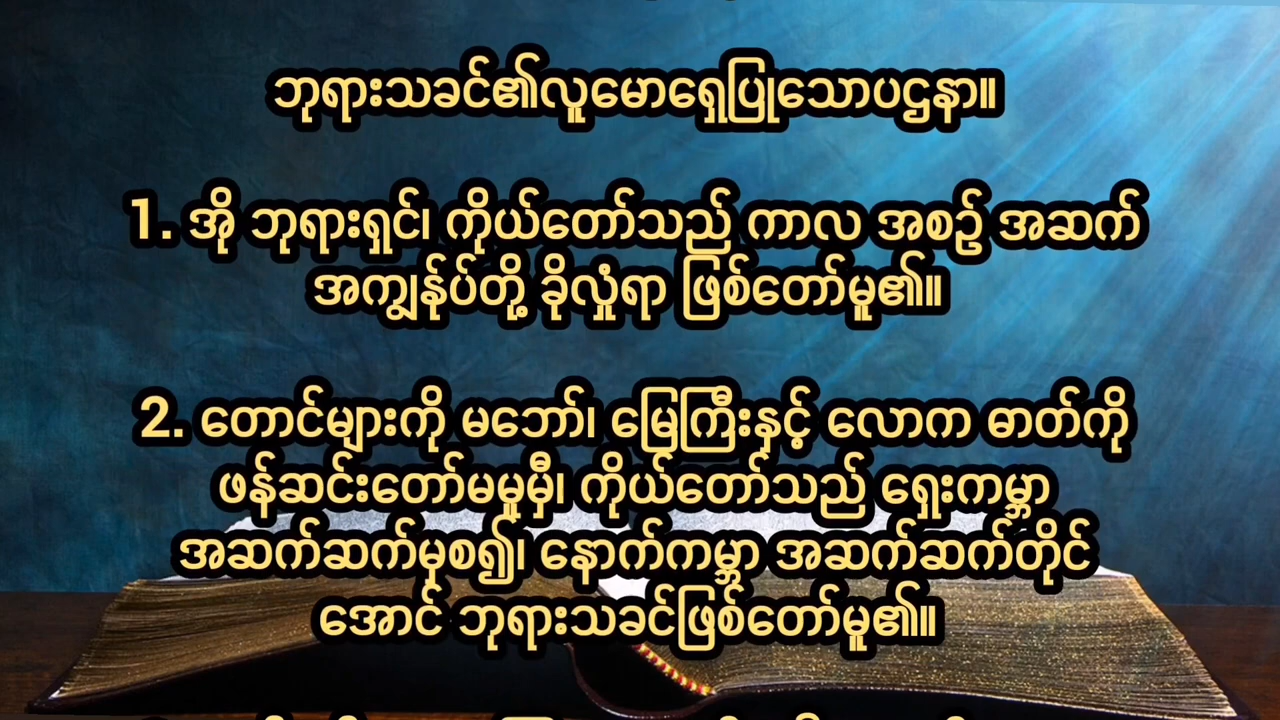 ဘုရားသခင်၏လူမောရှေပြုသောပဌနာ။
1. အို ဘုရားရှင်၊ ကိုယ်တော်သည် ကာလ အစဉ် အဆက်
အကျွန်ုပ်တို့ ခိုလှုံရာ ဖြစ်တော်မူ၏။
2. တောင်များကို မဘော်၊ မြေကြီးနှင့် လောက ဓာတ်ကို
ဖန်ဆင်းတော်မမူမှီ၊ ကိုယ်တော်သည် ရှေးကမ္ဘာ
အဆက်ဆက်မှစ၍၊ နောက်ကမ္ဘာ အဆက်ဆက်တိုင်
အောင် ဘုရားသခင်ဖြစ်တော်မူ၏။